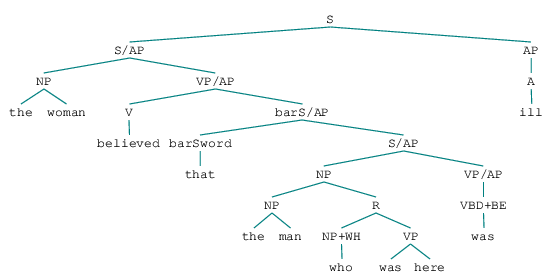 S
S/AP AP
NP VP/AP A
the woman V barS/AP ill
believed barSword S/AP
that NP VP/AP
NP R VBD+BE
the man NP+WH VP was
who was here